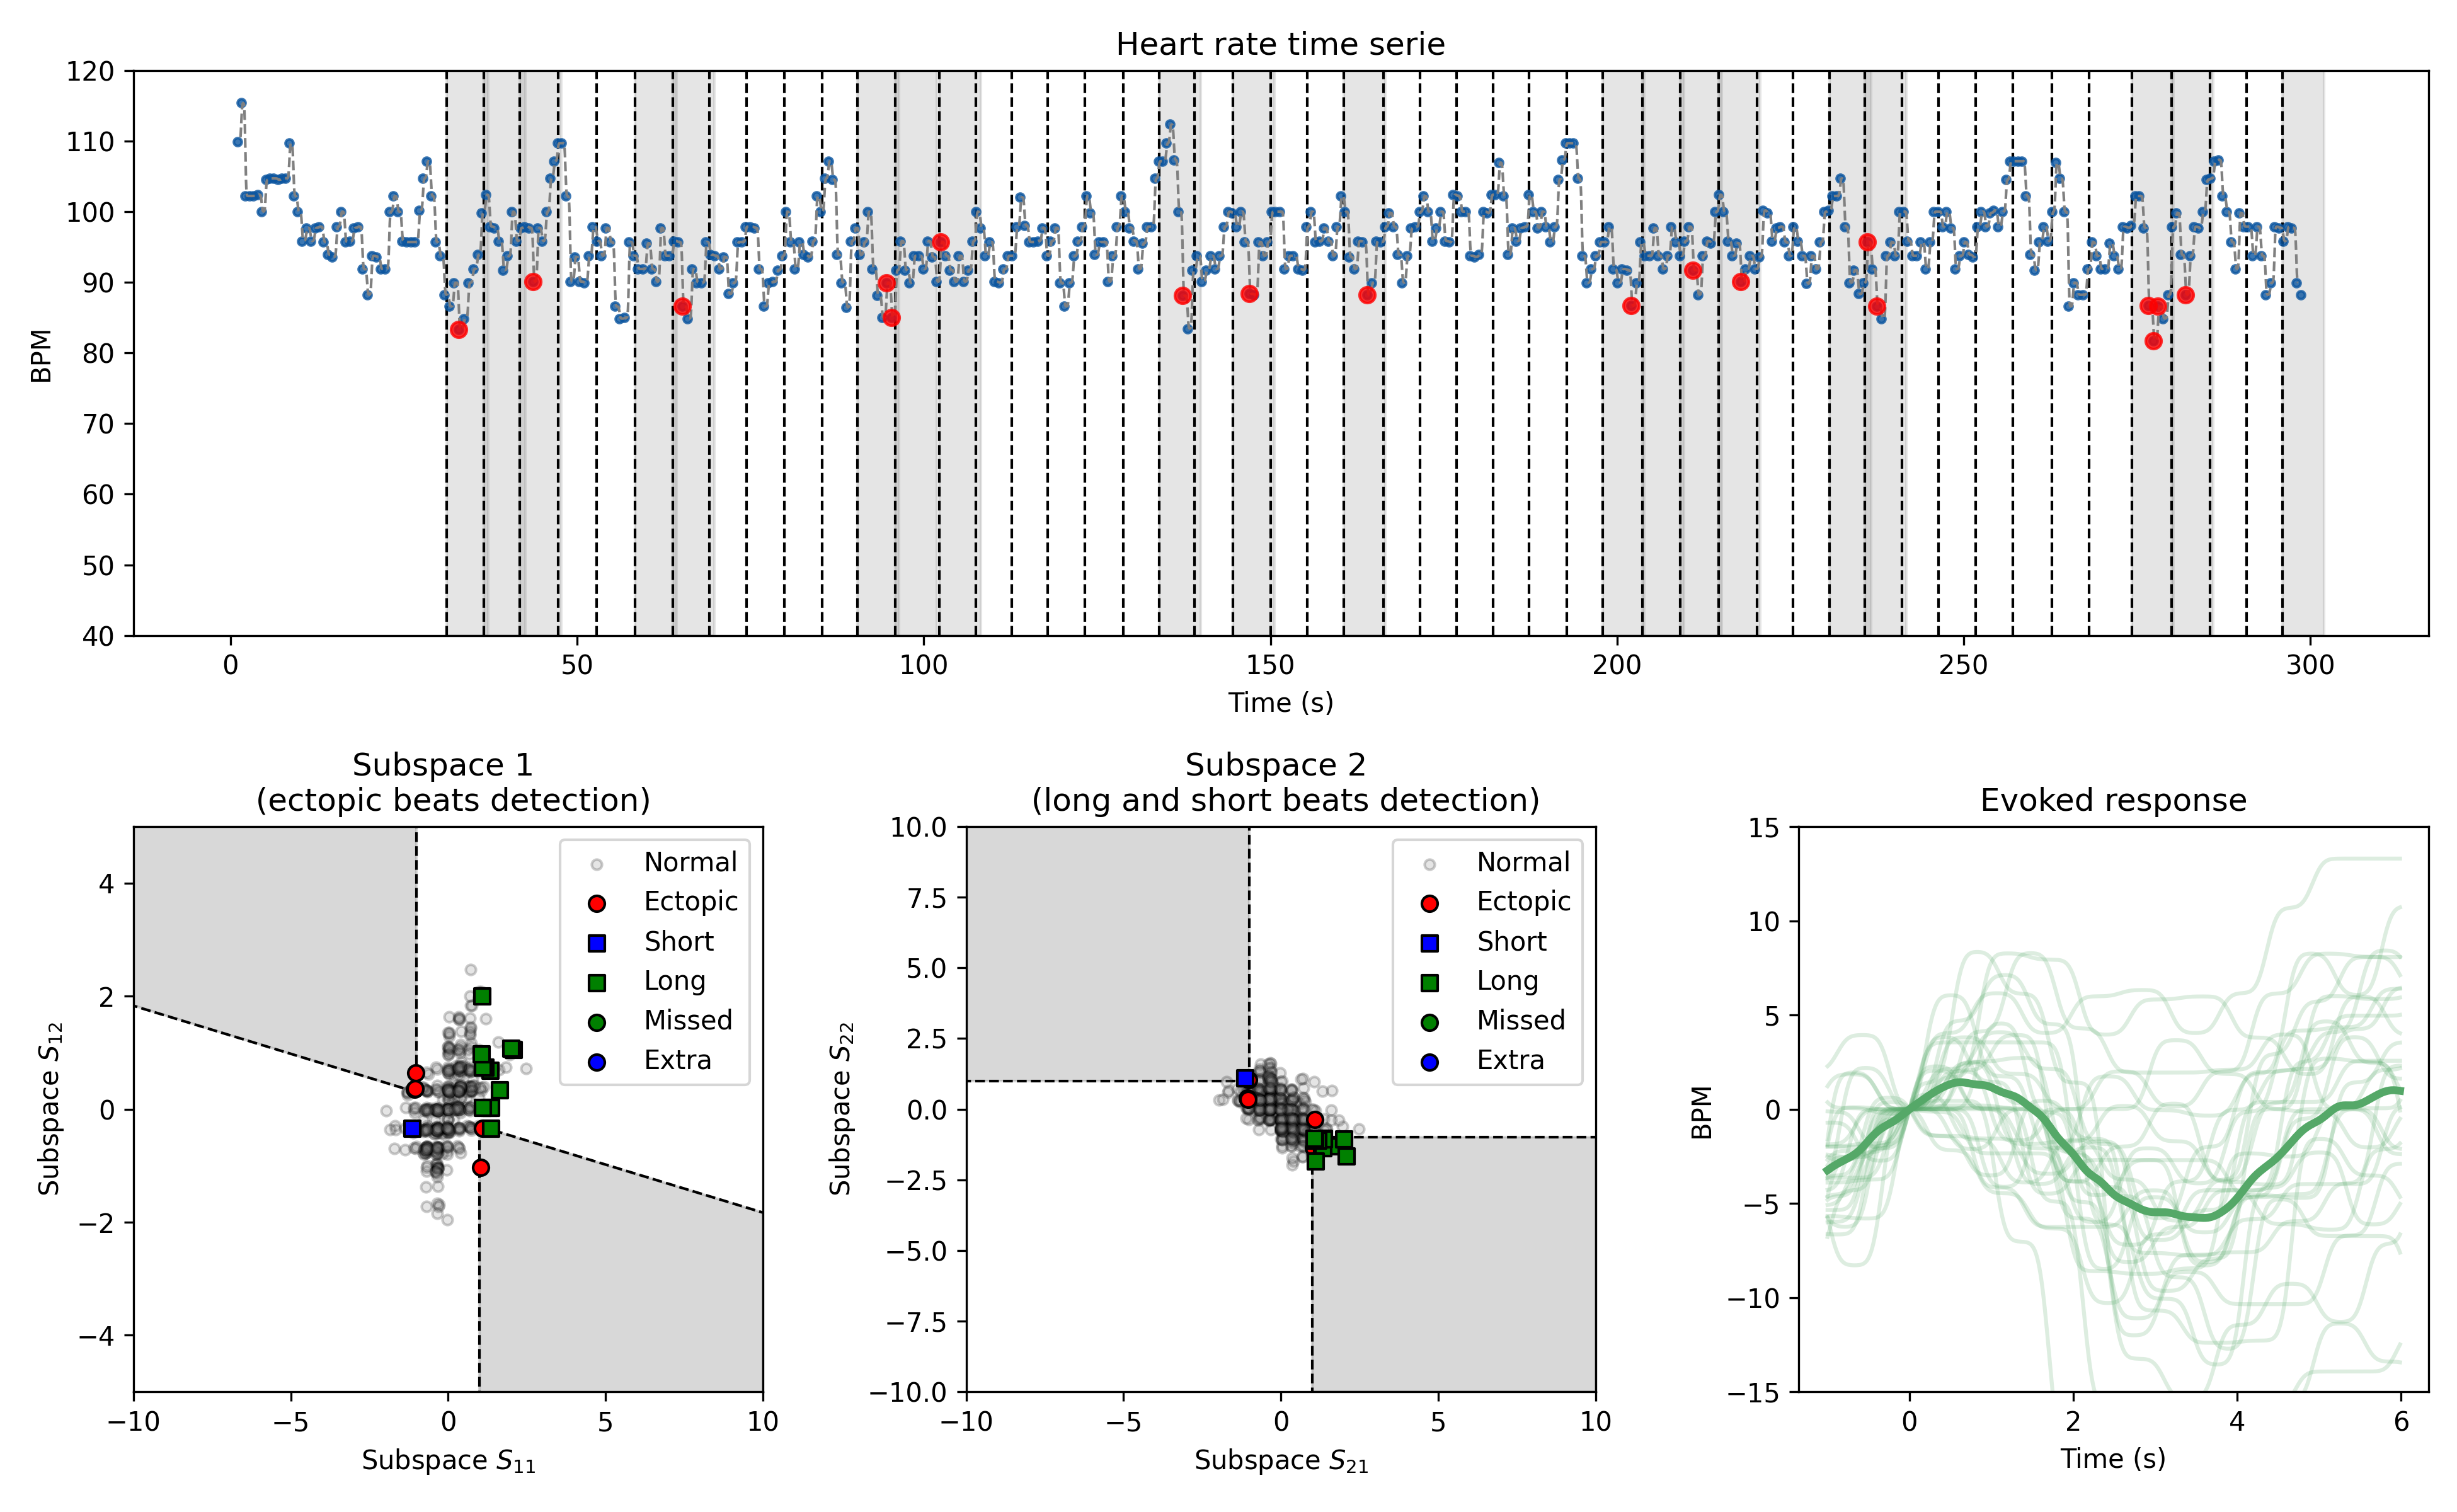 Heart rate time serie
120
110
100
90
80
70
60
50
40
BPM
0
50
100
150
200
250
300
Time (s)
Subspace 1
(ectopic beats detection)
4
2
0
−2
−4
Subspace S₁₂
Normal
Ectopic
Short
Long
Missed
Extra
−10
−5
0
5
10
Subspace S₁₁
Subspace 2
(long and short beats detection)
10.0
7.5
5.0
2.5
0.0
−2.5
−5.0
−7.5
−10.0
Subspace S₂₂
Normal
Ectopic
Short
Long
Missed
Extra
−10
−5
0
5
10
Subspace S₂₁
Evoked response
15
10
5
0
−5
−10
−15
BPM
0
2
4
6
Time (s)